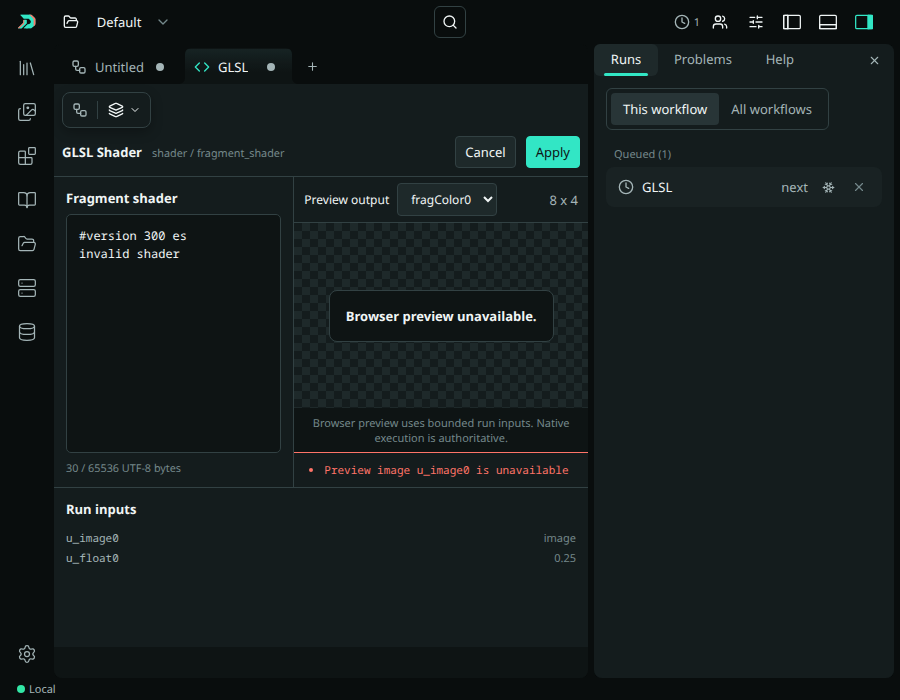 Default
1
Untitled
GLSL
Runs
Problems
Help
This workflow
All workflows
Queued (1)
GLSL
next
GLSL Shader
shader / fragment_shader
Cancel
Apply
Fragment shader
#version 300 es
invalid shader
30 / 65536 UTF-8 bytes
Preview output
fragColor0
8 x 4
Browser preview unavailable.
Browser preview uses bounded run inputs. Native
execution is authoritative.
• Preview image u_image0 is unavailable
Run inputs
u_image0
image
u_float0
0.25
Local